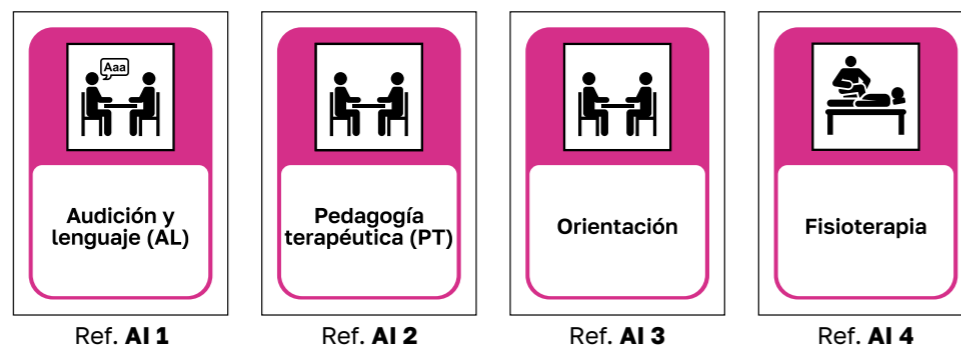 Aaa
Audición y
lenguaje (AL)
Ref. AI 1
Pedagogía
terapéutica (PT)
Ref. AI 2
Orientación
Ref. AI 3
Fisioterapia
Ref. AI 4